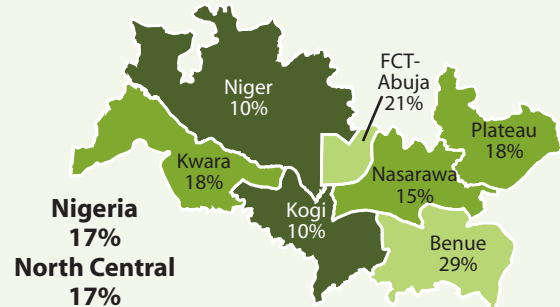 FCT-
Abuja
21%
Niger
10%
Plateau
18%
Kwara
18%
Nasarawa
15%
Kogi
10%
Benue
29%
Nigeria
17%
North Central
17%